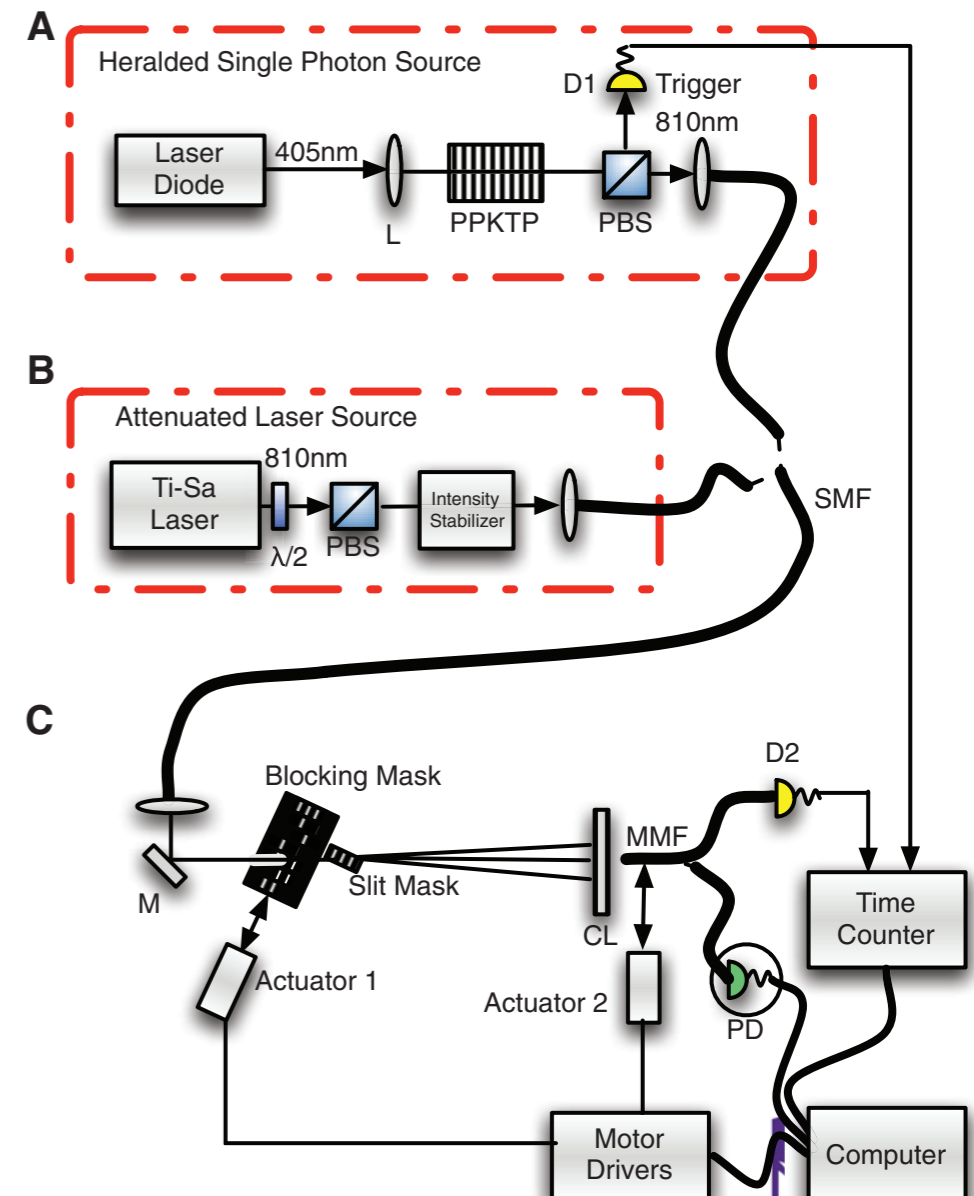 A
Heralded Single Photon Source
D1
Trigger
810nm
Laser
Diode
405nm
L
PPKTP
PBS
B
Attenuated Laser Source
810nm
Ti-Sa
Laser
λ/2
PBS
Intensity
Stabilizer
SMF
C
Blocking Mask
D2
MMF
Slit Mask
M
CL
Time
Counter
Actuator 1
Actuator 2
PD
Motor
Drivers
Computer